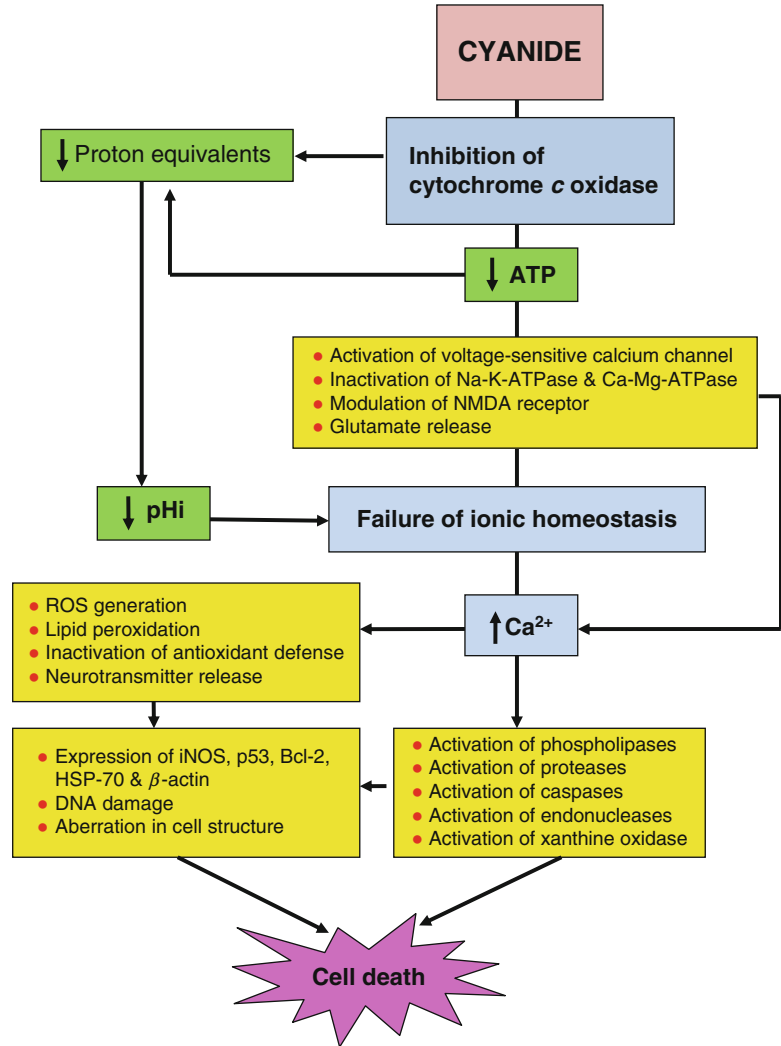 CYANIDE
↓ Proton equivalents
Inhibition of
cytochrome c oxidase
↓ ATP
• Activation of voltage-sensitive calcium channel
• Inactivation of Na-K-ATPase & Ca-Mg-ATPase
• Modulation of NMDA receptor
• Glutamate release
↓ pHi
Failure of ionic homeostasis
• ROS generation
• Lipid peroxidation
• Inactivation of antioxidant defense
• Neurotransmitter release
↑ Ca²⁺
• Expression of iNOS, p53, Bcl-2,
HSP-70 & β-actin
• DNA damage
• Aberration in cell structure
• Activation of phospholipases
• Activation of proteases
• Activation of caspases
• Activation of endonucleases
• Activation of xanthine oxidase
Cell death